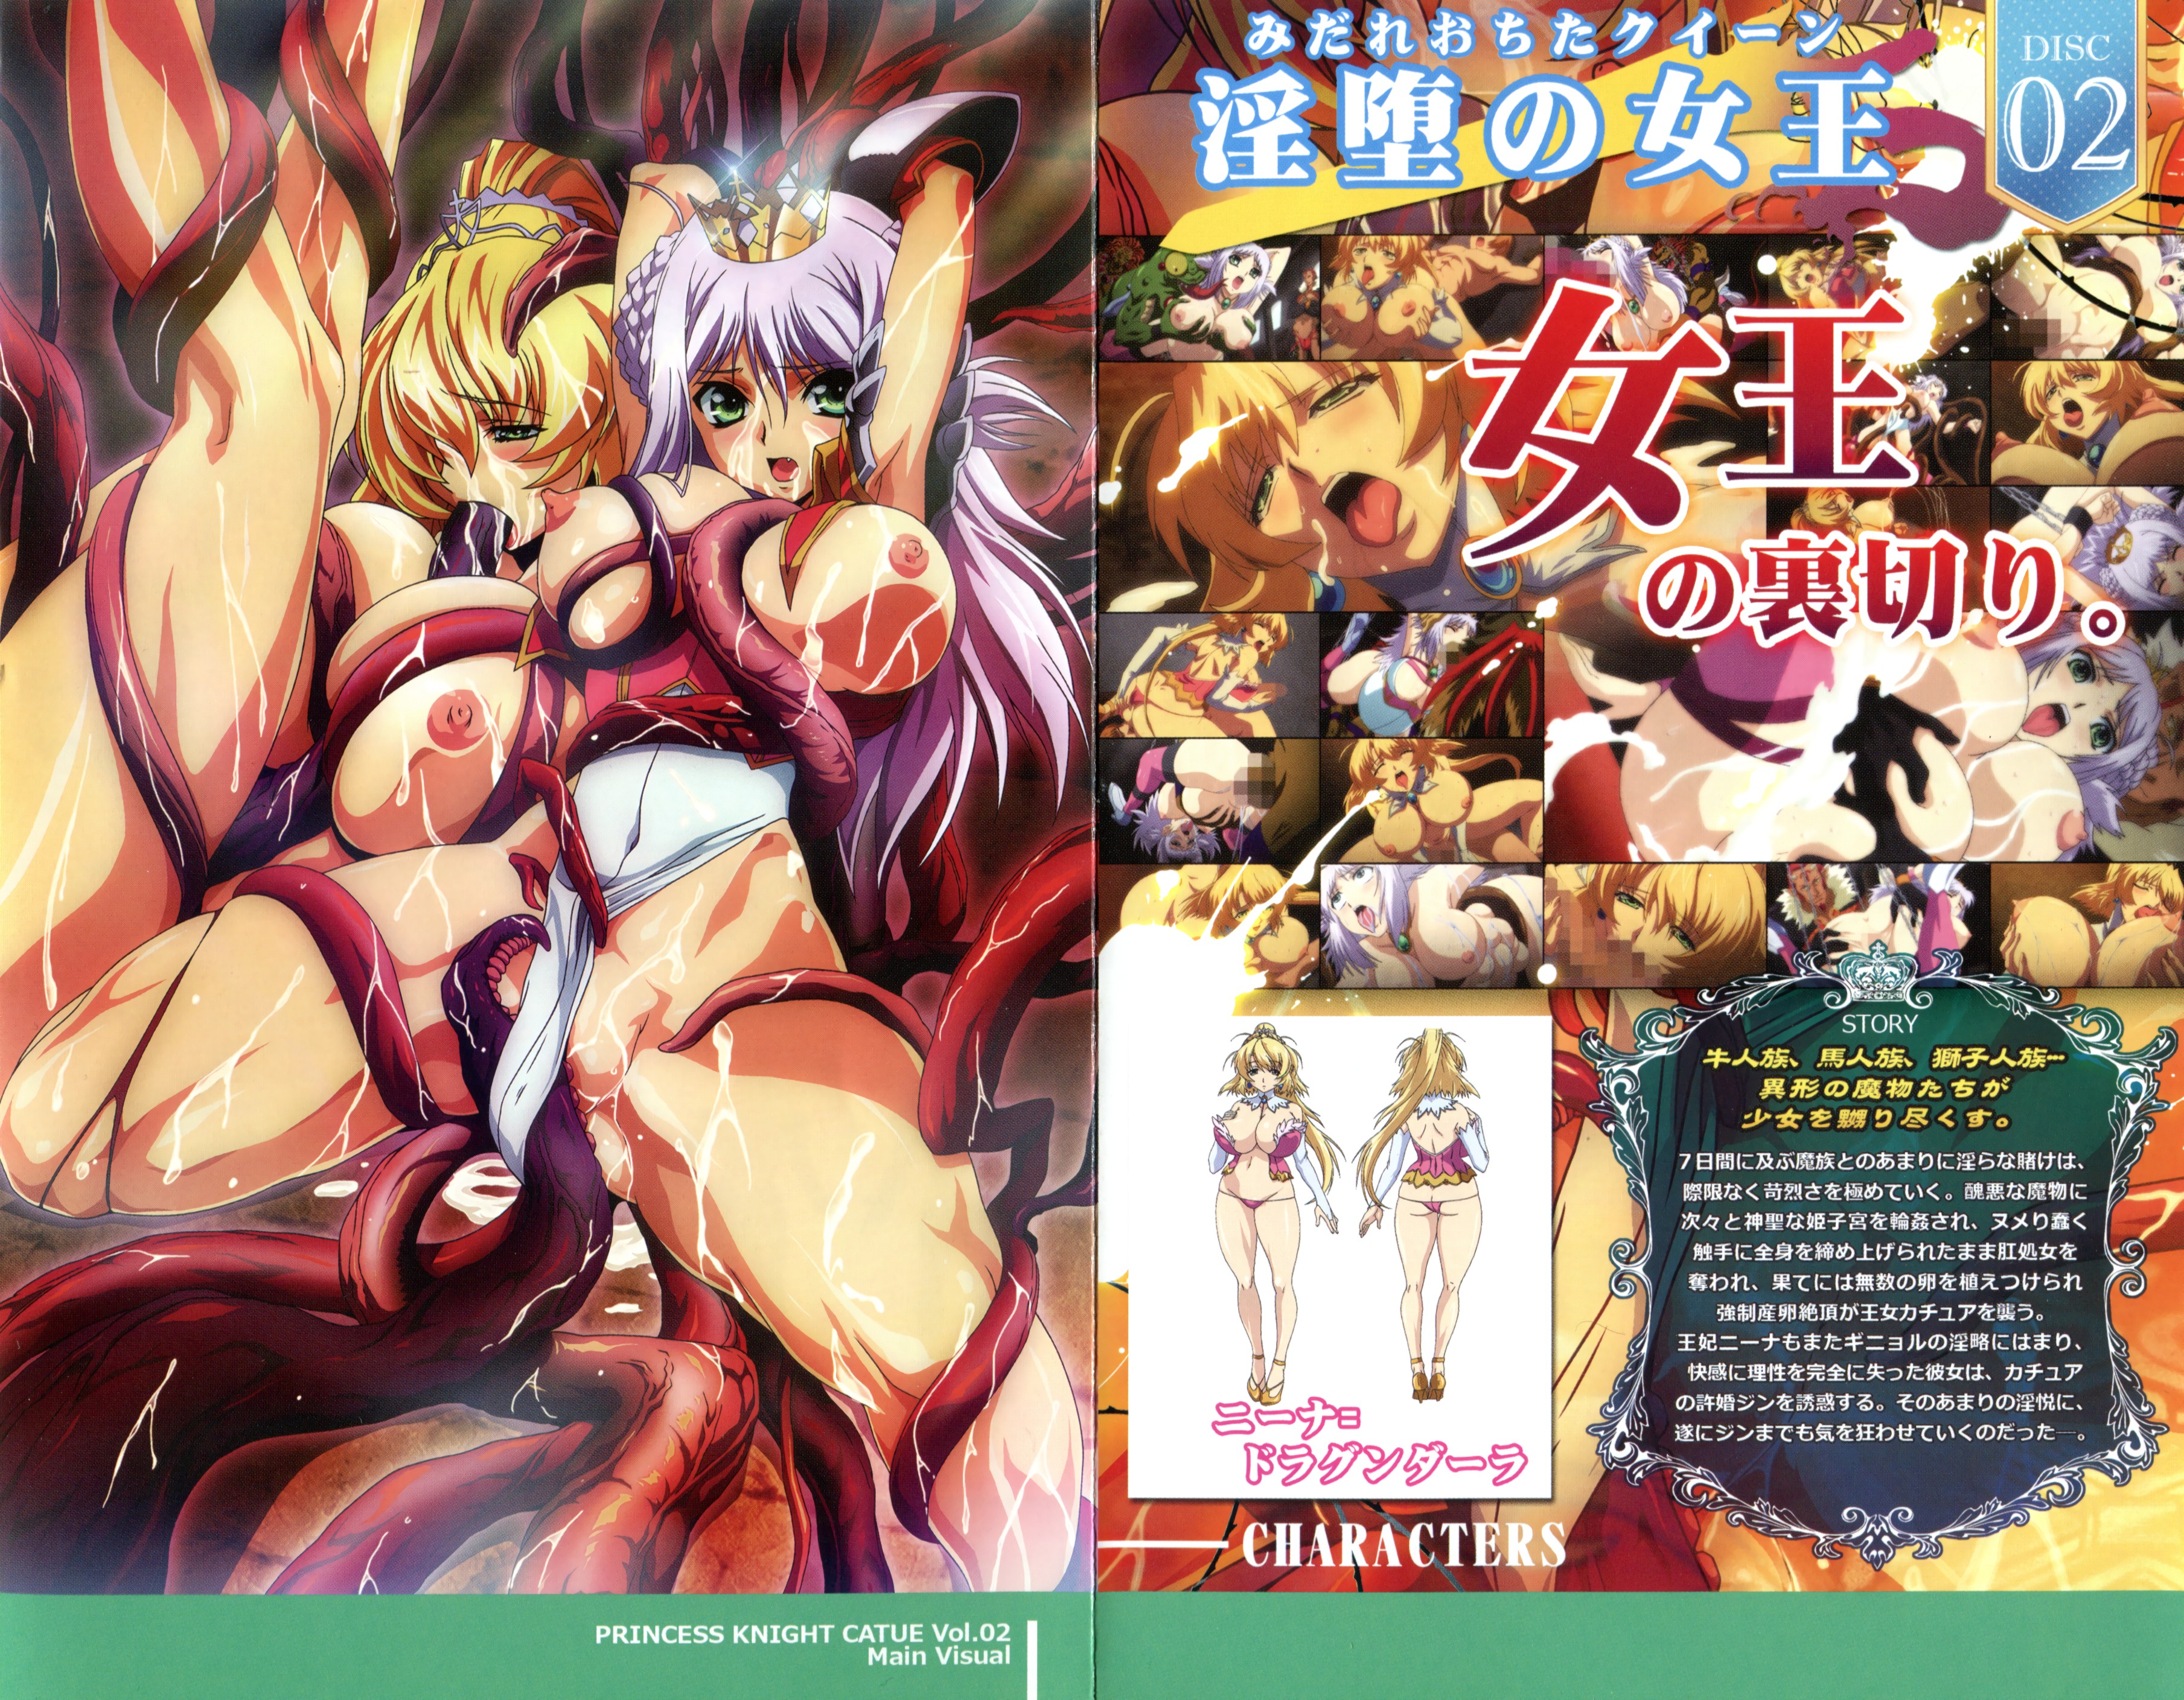 みだれおちたクイーン
淫堕の女王
DISC
02
女王
の裏切り。
STORY
牛人族、馬人族、獅子人族…
異形の魔物たちが
少女を嬲り尽くす。
7日間に及ぶ魔族とのあまりに淫らな賭けは、
際限なく苛烈さを極めていく。醜悪な魔物に
次々と神聖な姫子宮を輪姦され、ヌメり蠢く
触手に全身を締め上げられたまま肛処女を
奪われ、果てには無数の卵を植えつけられ
強制産卵絶頂が王女カチュアを襲う。
王妃ニーナもまたギニョルの淫略にはまり、
快感に理性を完全に失った彼女は、カチュア
の許婚ジンを誘惑する。そのあまりの淫悦に、
遂にジンまでも気を狂わせていくのだった―。
ニーナ=
ドラグンダーラ
CHARACTERS
PRINCESS KNIGHT CATUE Vol.02
Main Visual